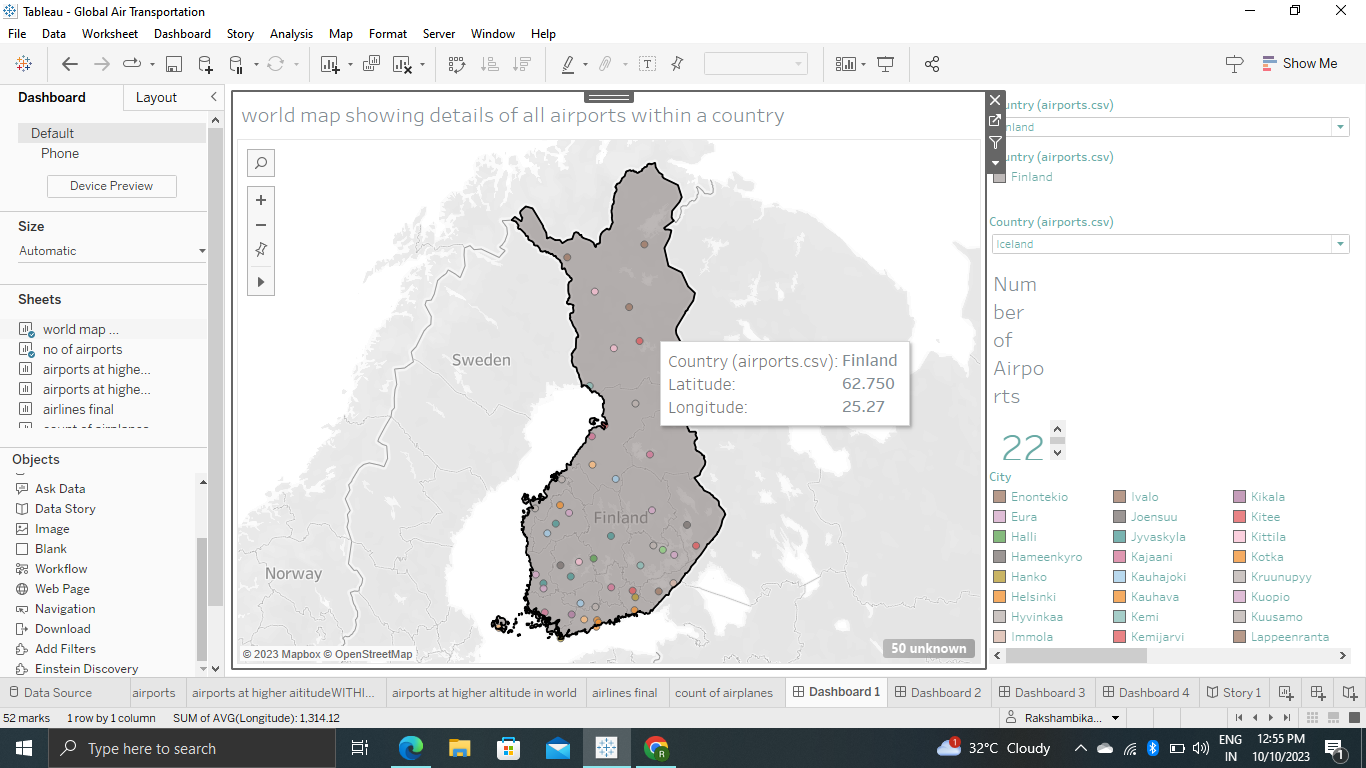 Tableau - Global Air Transportation
File Data Worksheet Dashboard Story Analysis Map Format Server Window Help
Show Me
Dashboard Layout
Default
Phone
Device Preview
Size
Automatic
Sheets
world map ...
no of airports
airports at highe...
airports at highe...
airlines final
count of airplanes
Objects
Ask Data
Data Story
Image
Blank
Workflow
Web Page
Navigation
Download
Add Filters
Einstein Discovery
world map showing details of all airports within a country
Sweden
Norway
Finland
Country (airports.csv): Finland
Latitude: 62.750
Longitude: 25.27
© 2023 Mapbox © OpenStreetMap
50 unknown
untry (airports.csv)
nland
untry (airports.csv)
Finland
Country (airports.csv)
Iceland
Num
ber
of
Airpo
rts
22
City
Enontekio Ivalo Kikala
Eura Joensuu Kitee
Halli Jyvaskyla Kittila
Hameenkyro Kajaani Kotka
Hanko Kauhajoki Kruunupyy
Helsinki Kauhava Kuopio
Hyvinkaa Kemi Kuusamo
Immola Kemijarvi Lappeenranta
Data Source airports airports at higher aititudeWITHI... airports at higher altitude in world airlines final count of airplanes Dashboard 1 Dashboard 2 Dashboard 3 Dashboard 4 Story 1
52 marks 1 row by 1 column SUM of AVG(Longitude): 1,314.12 Rakshambika...
Type here to search
R
1
32°C Cloudy
ENG
IN
12:55 PM
10/10/2023
1